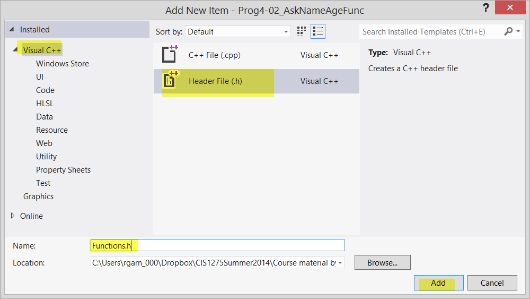 Add New Item - Prog4-02_AskNameAgeFunc
Installed
Sort by: Default
Search Installed Templates (Ctrl+E)
Visual C++
Windows Store
UI
Code
HLSL
Data
Resource
Web
Utility
Property Sheets
Test
Graphics
Online
C++ File (.cpp) Visual C++
Header File (.h) Visual C++
Type: Visual C++
Creates a C++ header file
Name: Functions.h
Location: C:\Users\rgam_000\Dropbox\CIS1275Summer2014\Course material by
Browse...
Add Cancel